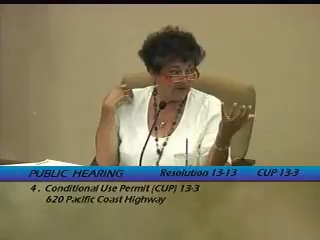 PUBLIC HEARING Resolution 13-13 CUP 13-3
4. Conditional Use Permit (CUP) 13-3
620 Pacific Coast Highway